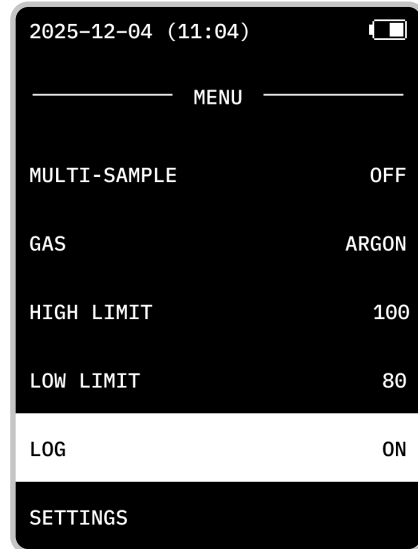 2025-12-04 (11:04)
MENU
MULTI-SAMPLE OFF
GAS ARGON
HIGH LIMIT 100
LOW LIMIT 80
LOG ON
SETTINGS